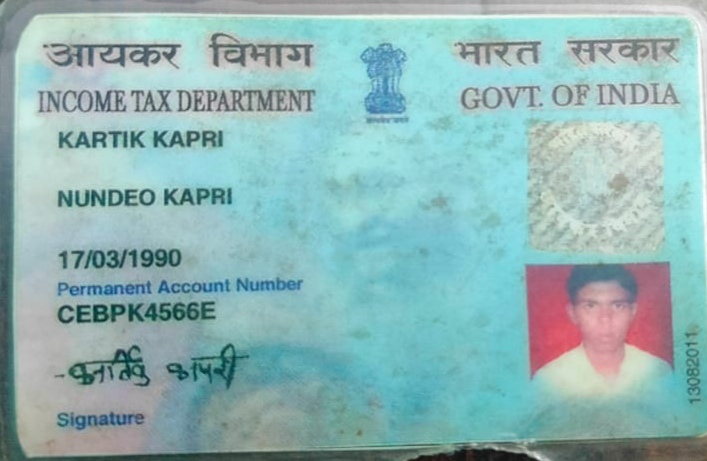 आयकर विभाग
भारत सरकार
INCOME TAX DEPARTMENT
GOVT. OF INDIA
KARTIK KAPRI
NUNDEO KAPRI
17/03/1990
Permanent Account Number
CEBPK4566E
कार्तिक कापरी
Signature
13082011